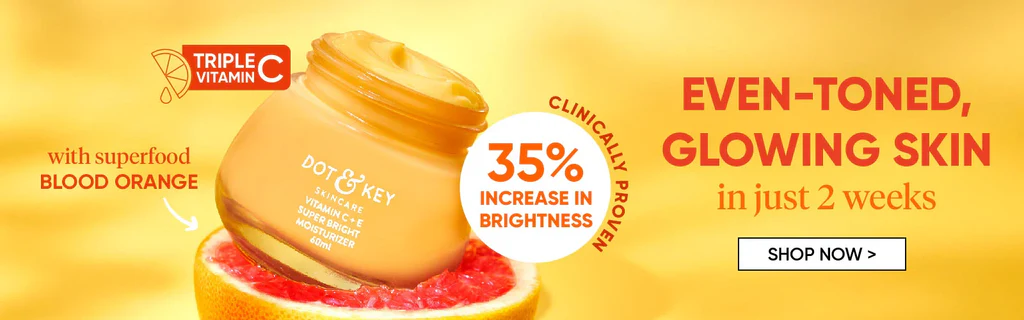 TRIPLE
VITAMIN C
with superfood
BLOOD ORANGE
DOT & KEY
SKINCARE
VITAMIN C + E
SUPER BRIGHT
MOISTURIZER
60ml
CLINICALLY PROVEN
35%
INCREASE IN
BRIGHTNESS
EVEN-TONED,
GLOWING SKIN
in just 2 weeks
SHOP NOW >